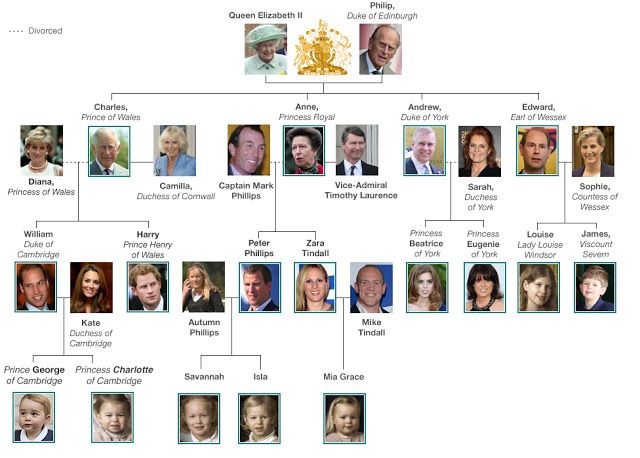 Queen Elizabeth II
Philip,
Duke of Edinburgh
Divorced
Charles,
Prince of Wales
Anne,
Princess Royal
Andrew,
Duke of York
Edward,
Earl of Wessex
Diana,
Princess of Wales
Camilla,
Duchess of Cornwall
Captain Mark
Phillips
Vice-Admiral
Timothy Laurence
Sarah,
Duchess
of York
Sophie,
Countess of
Wessex
William
Duke of
Cambridge
Harry
Prince Henry
of Wales
Peter
Phillips
Zara
Tindall
Princess
Beatrice
of York
Princess
Eugenie
of York
Louise
Lady Louise
Windsor
James,
Viscount
Severn
Kate
Duchess of
Cambridge
Autumn
Phillips
Mike
Tindall
Prince George
of Cambridge
Princess Charlotte
of Cambridge
Savannah
Isla
Mia Grace